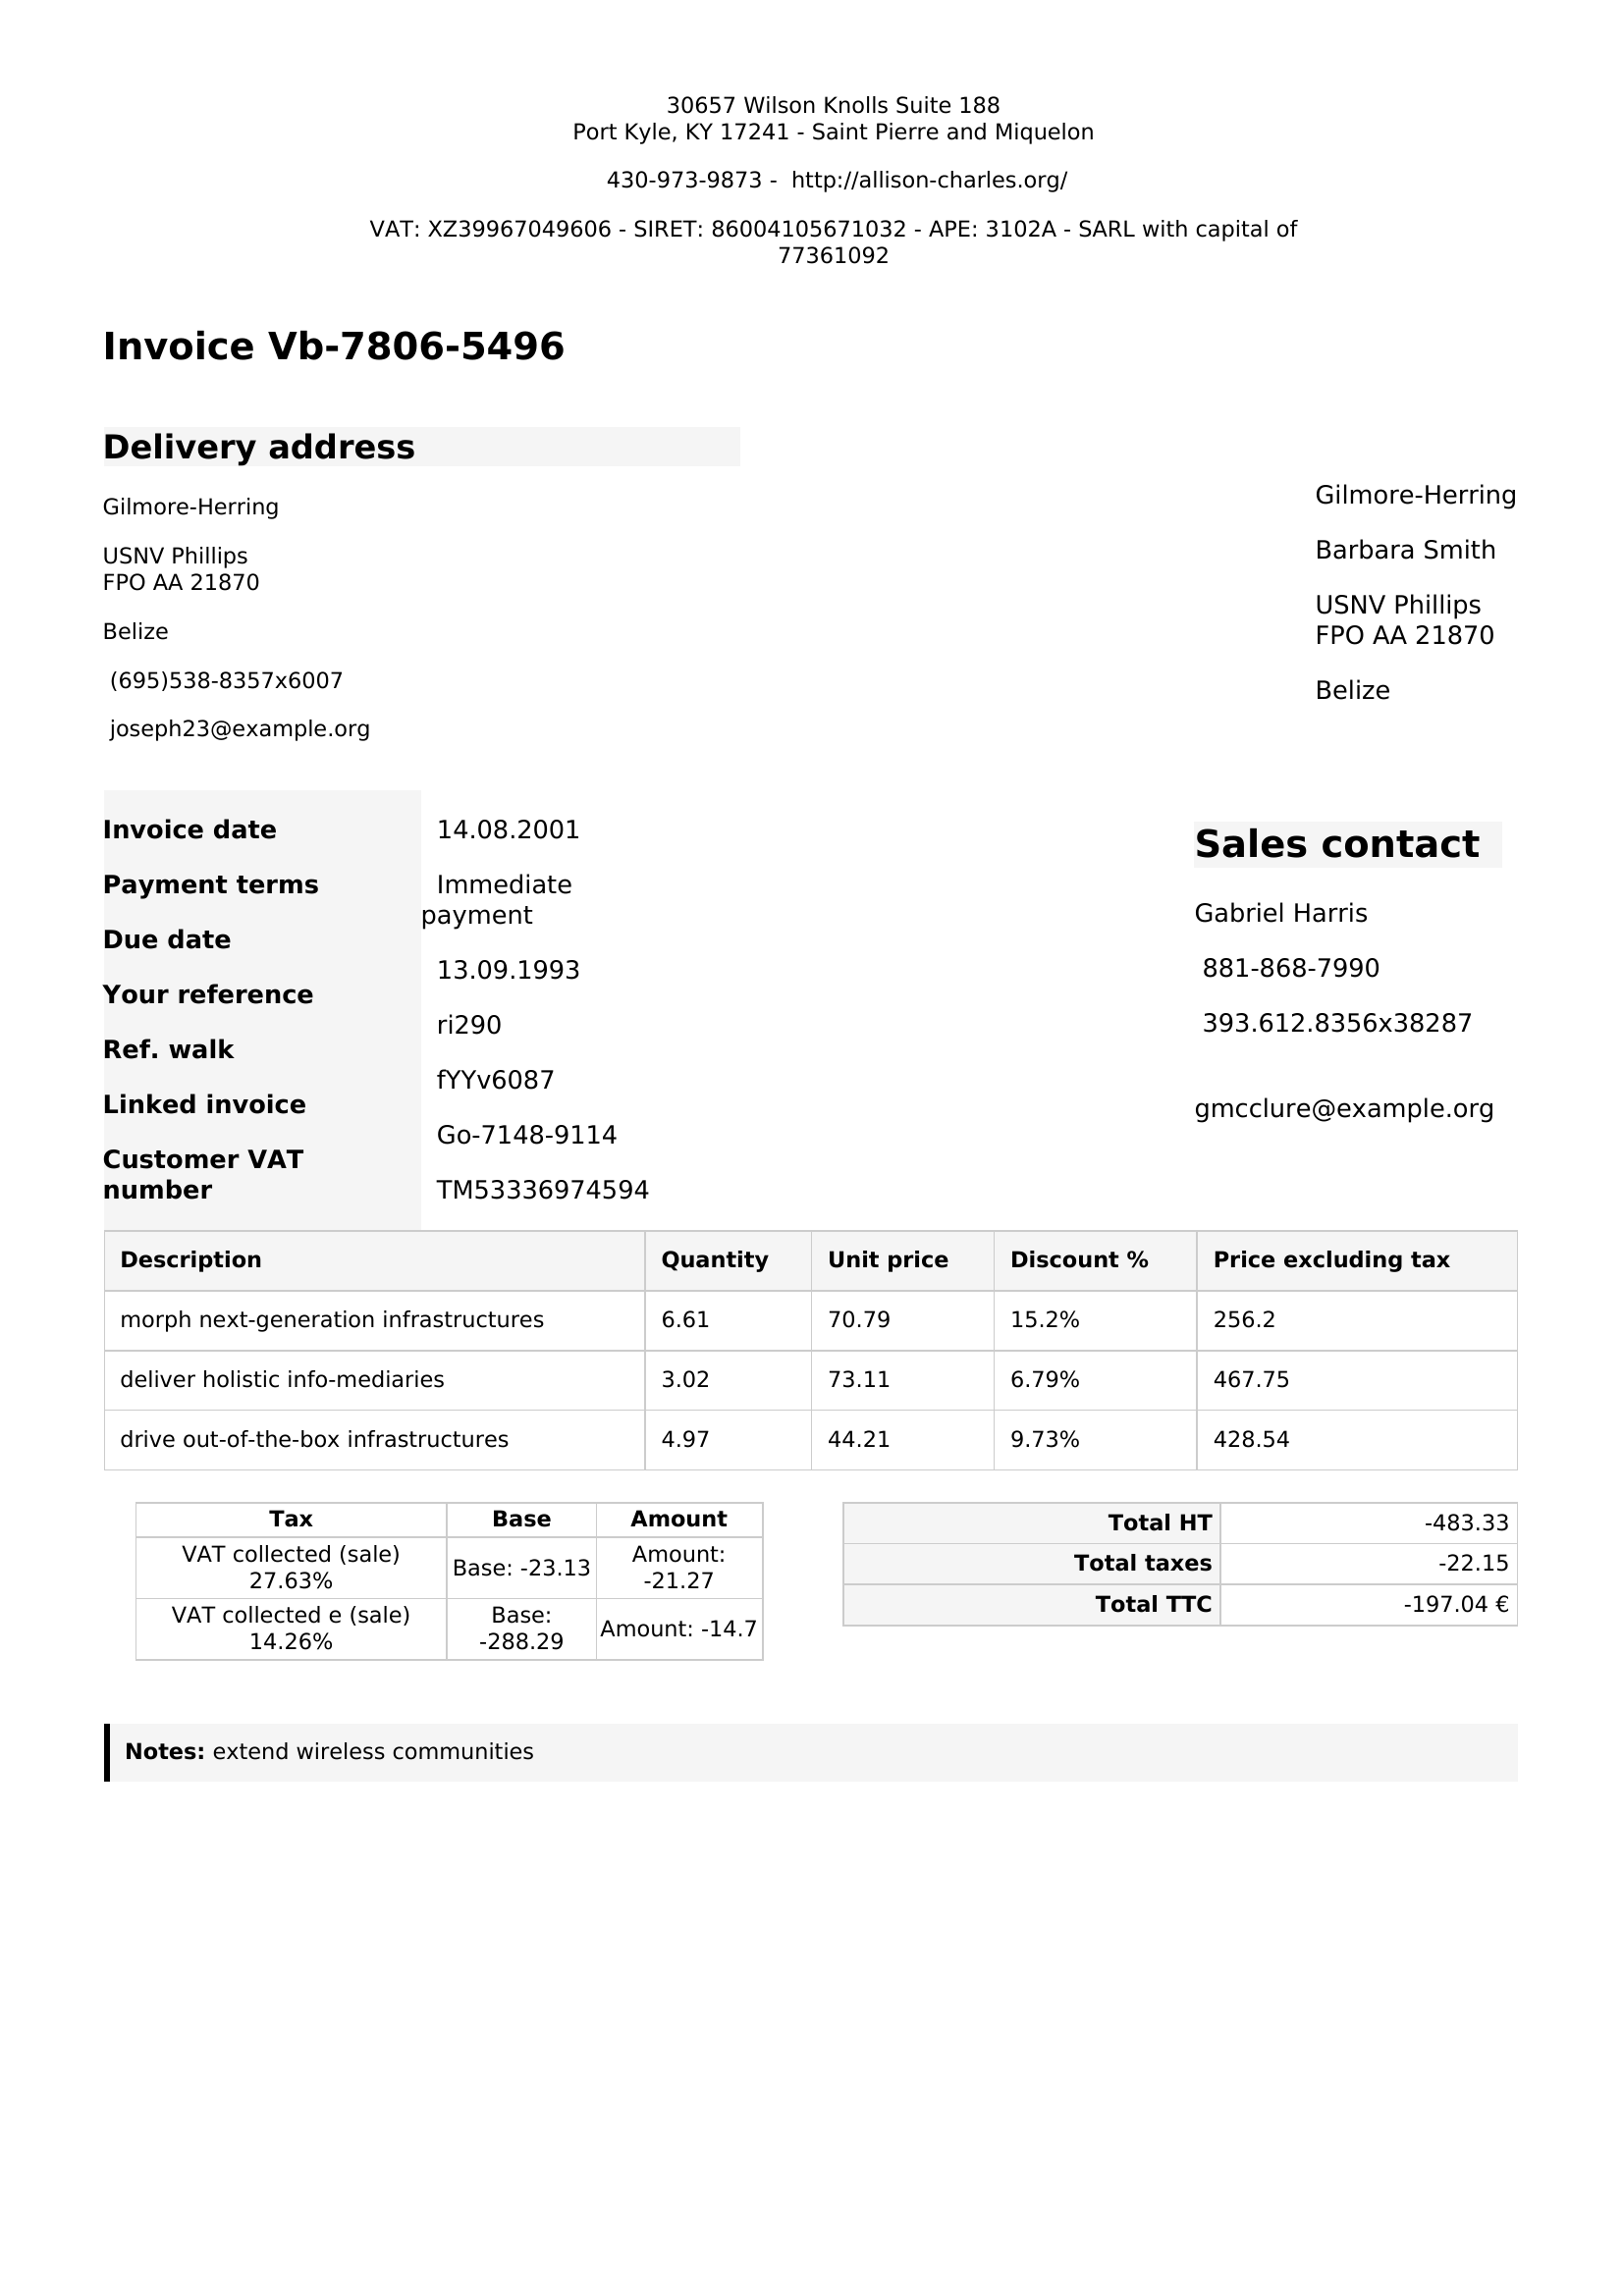 30657 Wilson Knolls Suite 188
Port Kyle, KY 17241 - Saint Pierre and Miquelon
430-973-9873 - http://allison-charles.org/
VAT: XZ39967049606 - SIRET: 86004105671032 - APE: 3102A - SARL with capital of
77361092
Invoice Vb-7806-5496
Delivery address
Gilmore-Herring
USNV Phillips
FPO AA 21870
Belize
(695)538-8357x6007
joseph23@example.org
Gilmore-Herring
Barbara Smith
USNV Phillips
FPO AA 21870
Belize
Invoice date
Payment terms
Due date
Your reference
Ref. walk
Linked invoice
Customer VAT
number
14.08.2001
Immediate
payment
13.09.1993
ri290
fYYv6087
Go-7148-9114
TM53336974594
Sales contact
Gabriel Harris
881-868-7990
393.612.8356x38287
gmcclure@example.org
Description Quantity Unit price Discount % Price excluding tax
morph next-generation infrastructures 6.61 70.79 15.2% 256.2
deliver holistic info-mediaries 3.02 73.11 6.79% 467.75
drive out-of-the-box infrastructures 4.97 44.21 9.73% 428.54
Tax Base Amount
VAT collected (sale)
27.63%
Base: -23.13
Amount:
-21.27
VAT collected e (sale)
14.26%
Base:
-288.29
Amount: -14.7
Total HT -483.33
Total taxes -22.15
Total TTC -197.04 €
Notes: extend wireless communities